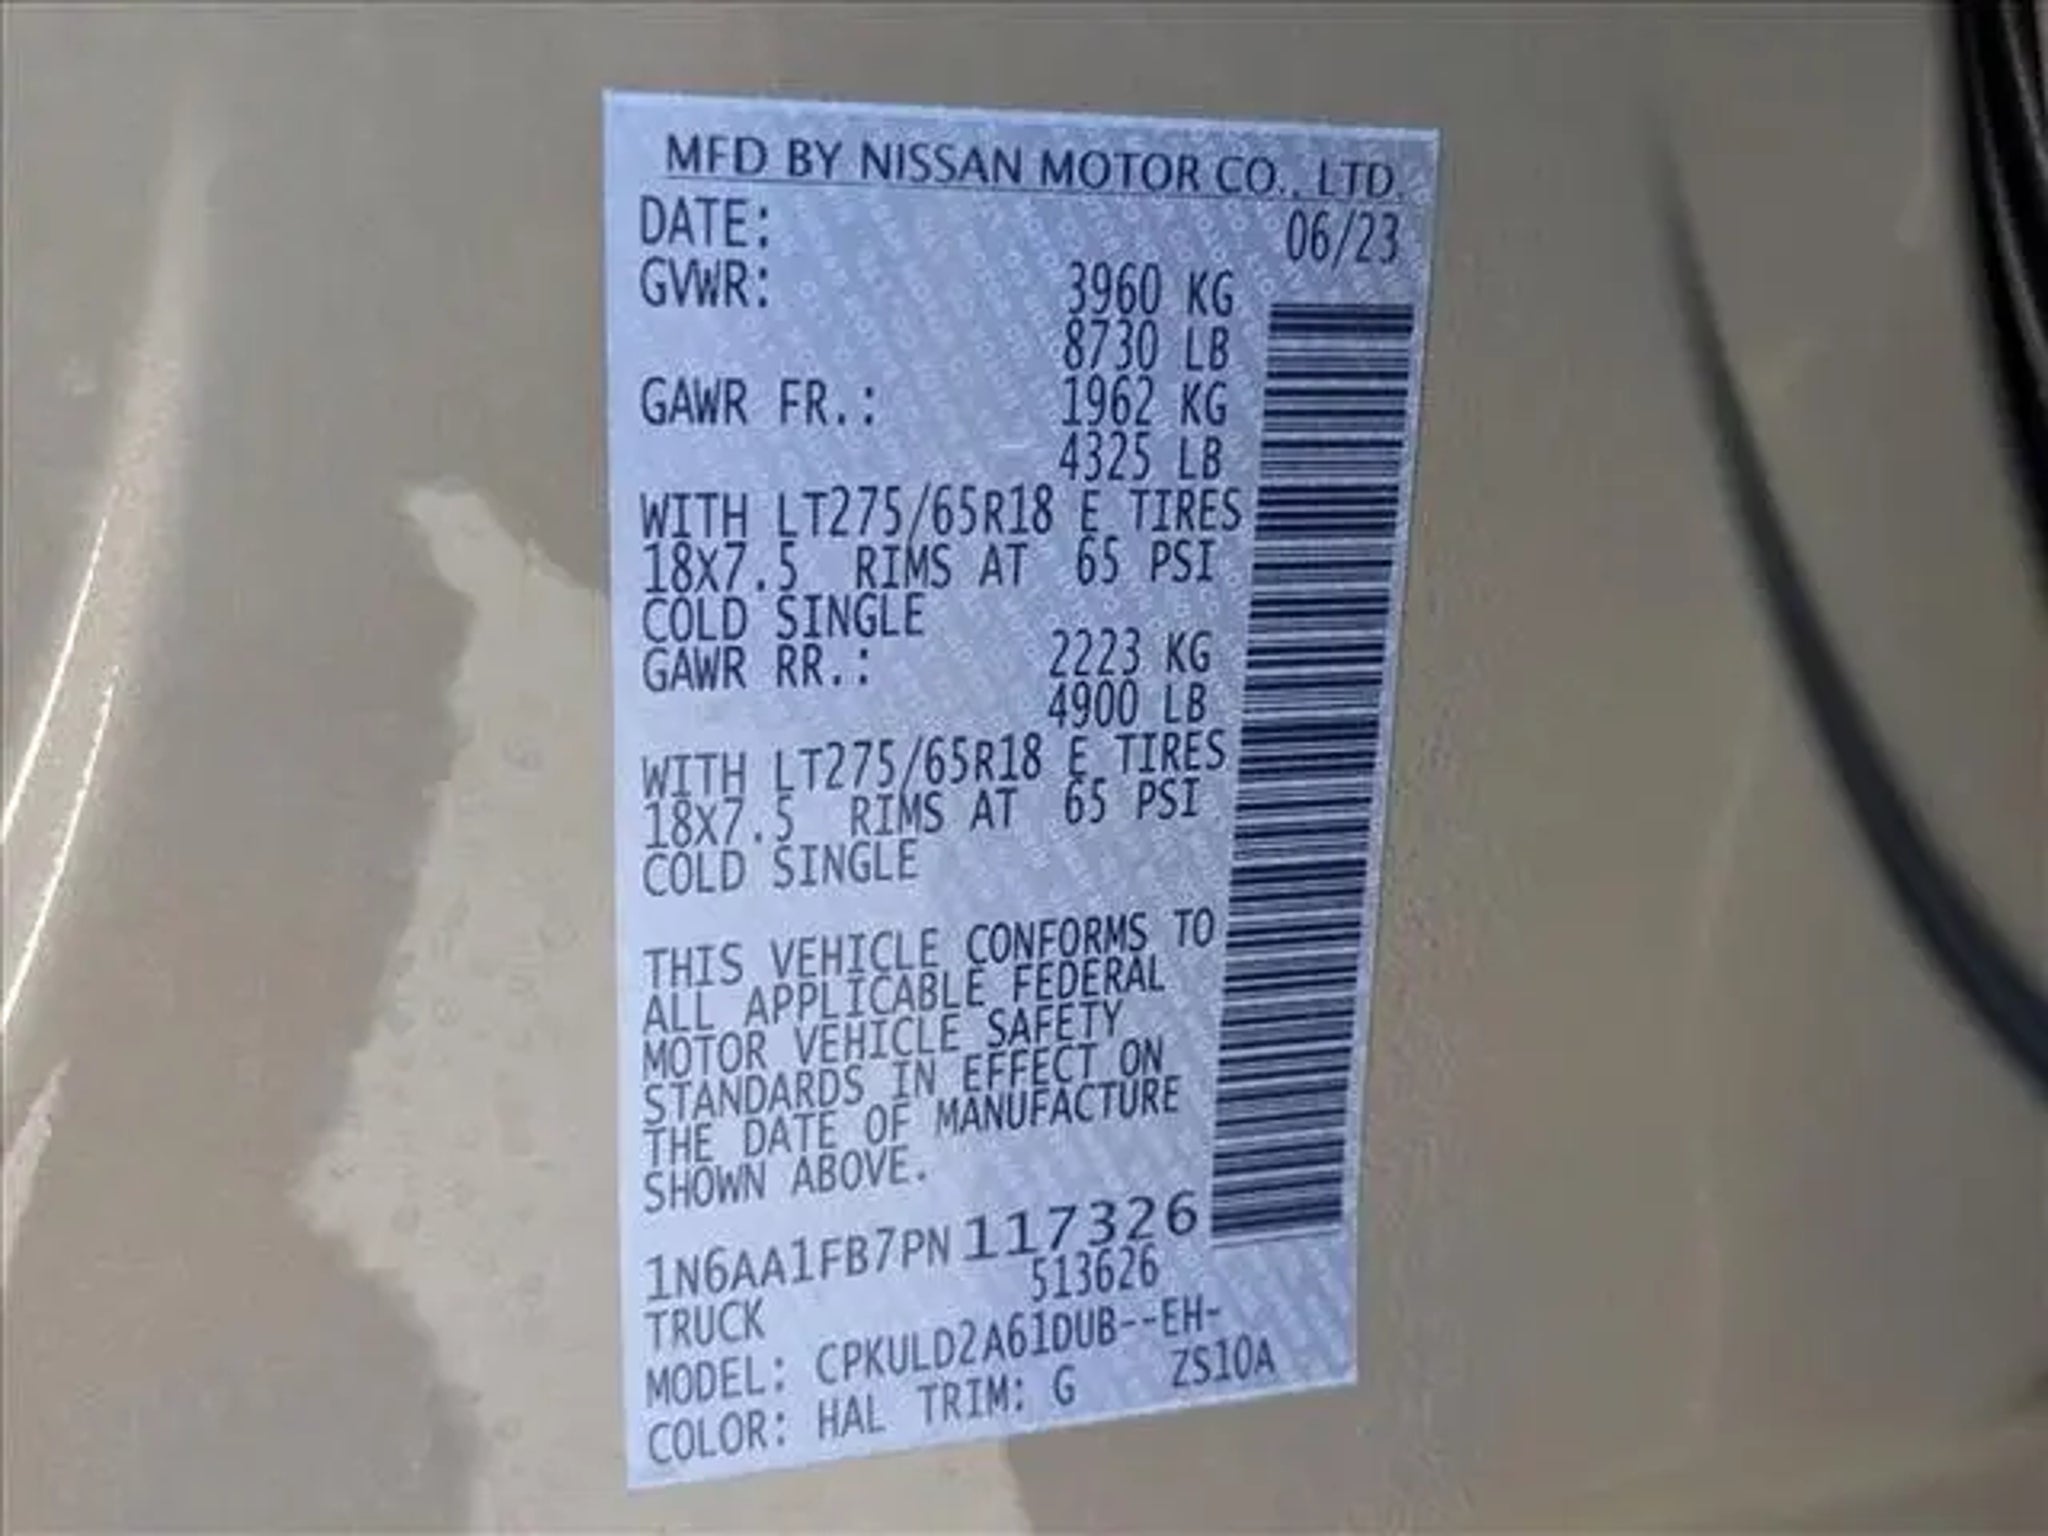 MFD BY NISSAN MOTOR CO., LTD.
DATE: 06/23
GVWR: 3960 KG
8730 LB
GAWR FR.: 1962 KG
4325 LB
WITH LT275/65R18 E TIRES
18X7.5 RIMS AT 65 PSI
COLD SINGLE
GAWR RR.: 2223 KG
4900 LB
WITH LT275/65R18 E TIRES
18X7.5 RIMS AT 65 PSI
COLD SINGLE
THIS VEHICLE CONFORMS TO
ALL APPLICABLE FEDERAL
MOTOR VEHICLE SAFETY
STANDARDS IN EFFECT ON
THE DATE OF MANUFACTURE
SHOWN ABOVE.
1N6AA1FB7PN117326
513626
TRUCK
MODEL: CPKULD2A61DUB--EH-
ZS10A
COLOR: HAL TRIM: G